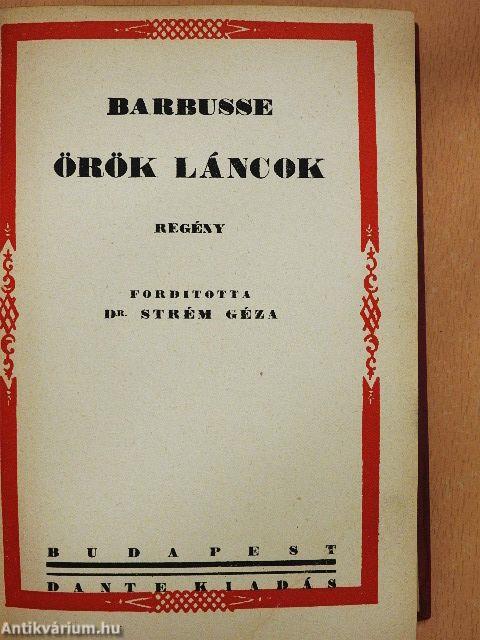 BARBUSSE
ÖRÖK LÁNCOK
REGÉNY
FORDITOTTA
DR. STRÉM GÉZA
BUDAPEST
DANTE KIADÁS
Antikvárium.hu